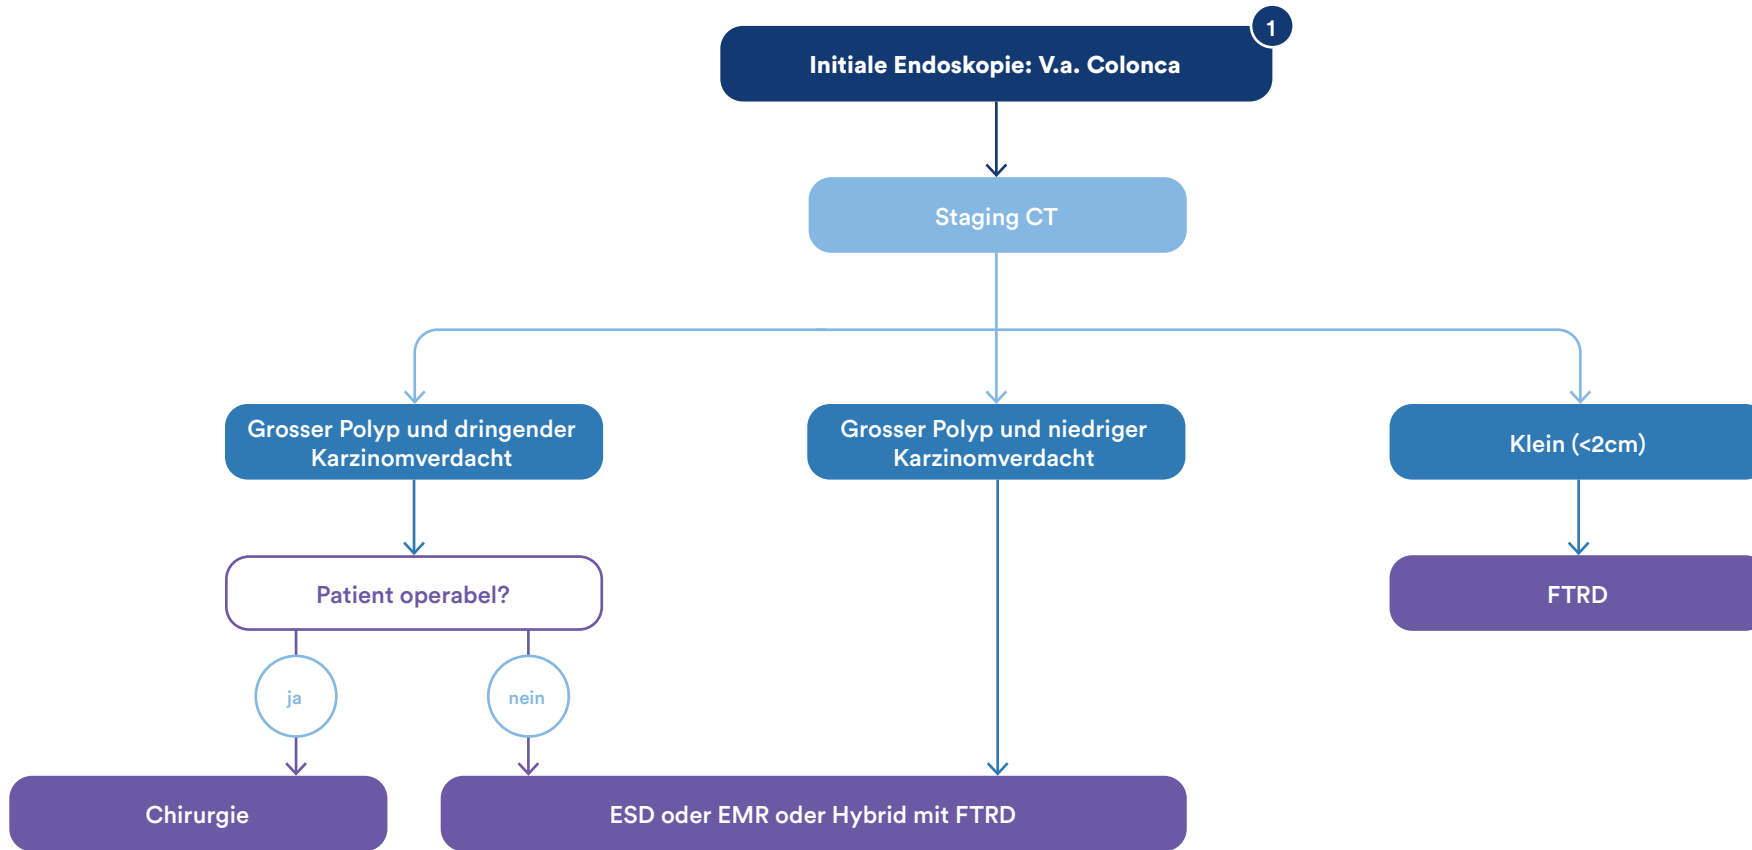 1
Initiale Endoskopie: V.a. Colonca
Staging CT
Grosser Polyp und dringender
Karzinomverdacht
Grosser Polyp und niedriger
Karzinomverdacht
Klein (<2cm)
Patient operabel?
FTRD
ja
nein
Chirurgie
ESD oder EMR oder Hybrid mit FTRD